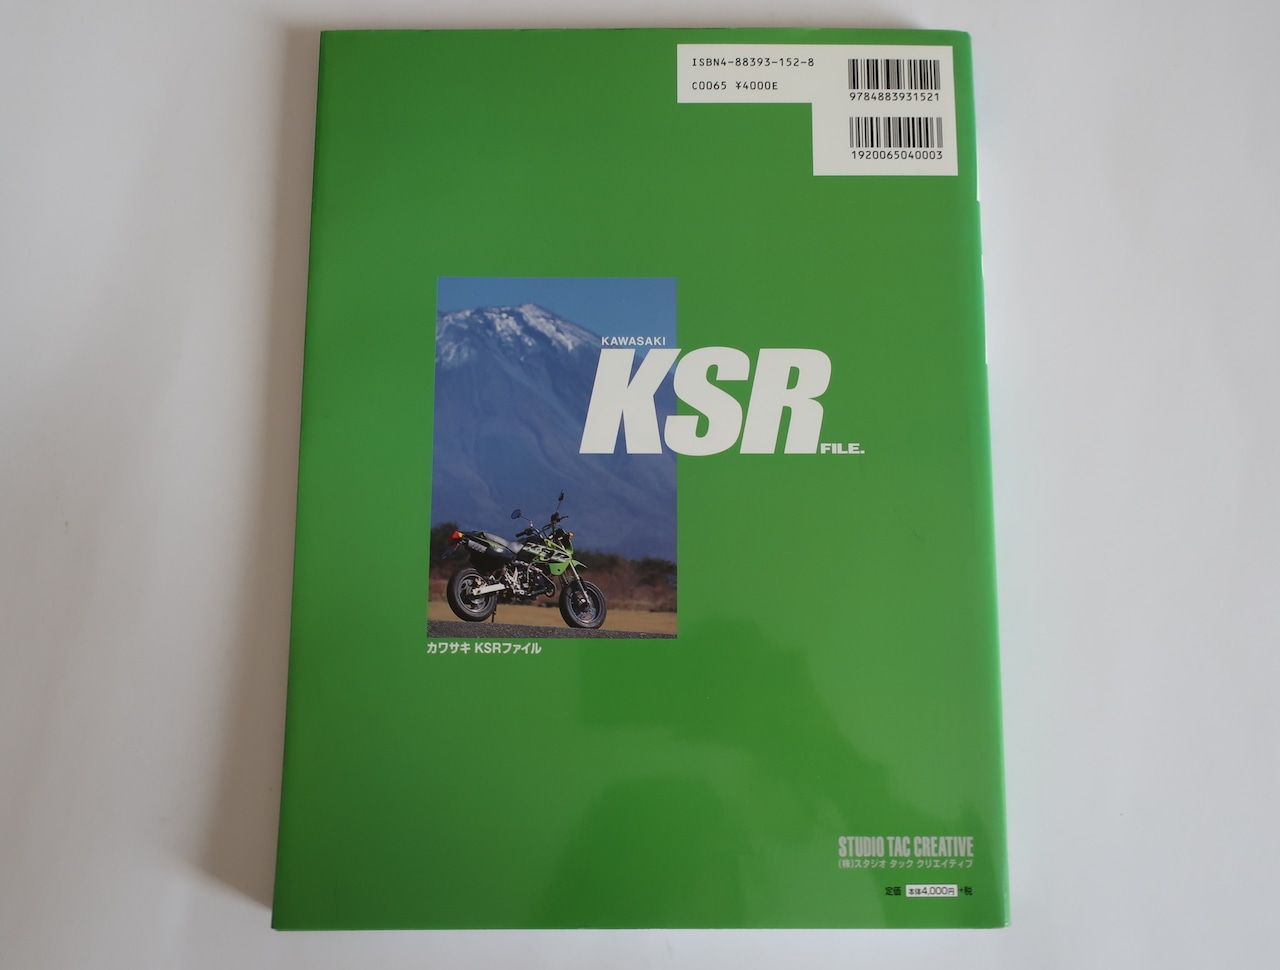 ISBN4-88393-152-8
C0065 ¥4000E
9784883931521
1920065040003
KAWASAKI
KSR
FILE.
カワサキ KSRファイル
STUDIO TAC CREATIVE
(株)スタジオ タック クリエイティブ
定価 本体4,000円 +税